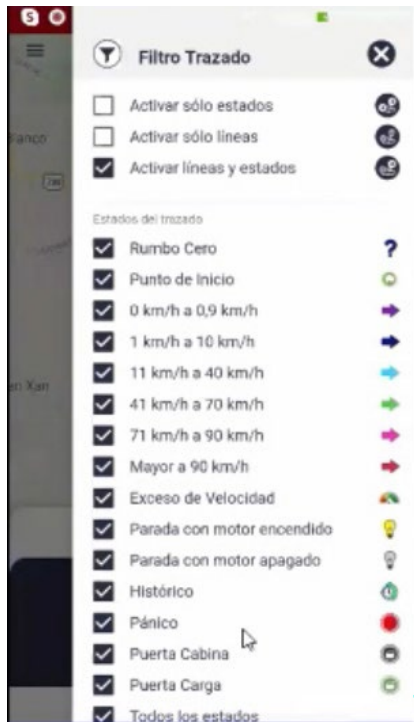 Filtro Trazado
Activar sólo estados
Activar sólo líneas
Activar líneas y estados
Estados del trazado
Rumbo Cero
Punto de Inicio
0 km/h a 0,9 km/h
1 km/h a 10 km/h
11 km/h a 40 km/h
41 km/h a 70 km/h
71 km/h a 90 km/h
Mayor a 90 km/h
Exceso de Velocidad
Parada con motor encendido
Parada con motor apagado
Histórico
Pánico
Puerta Cabina
Puerta Carga
Todos los estados